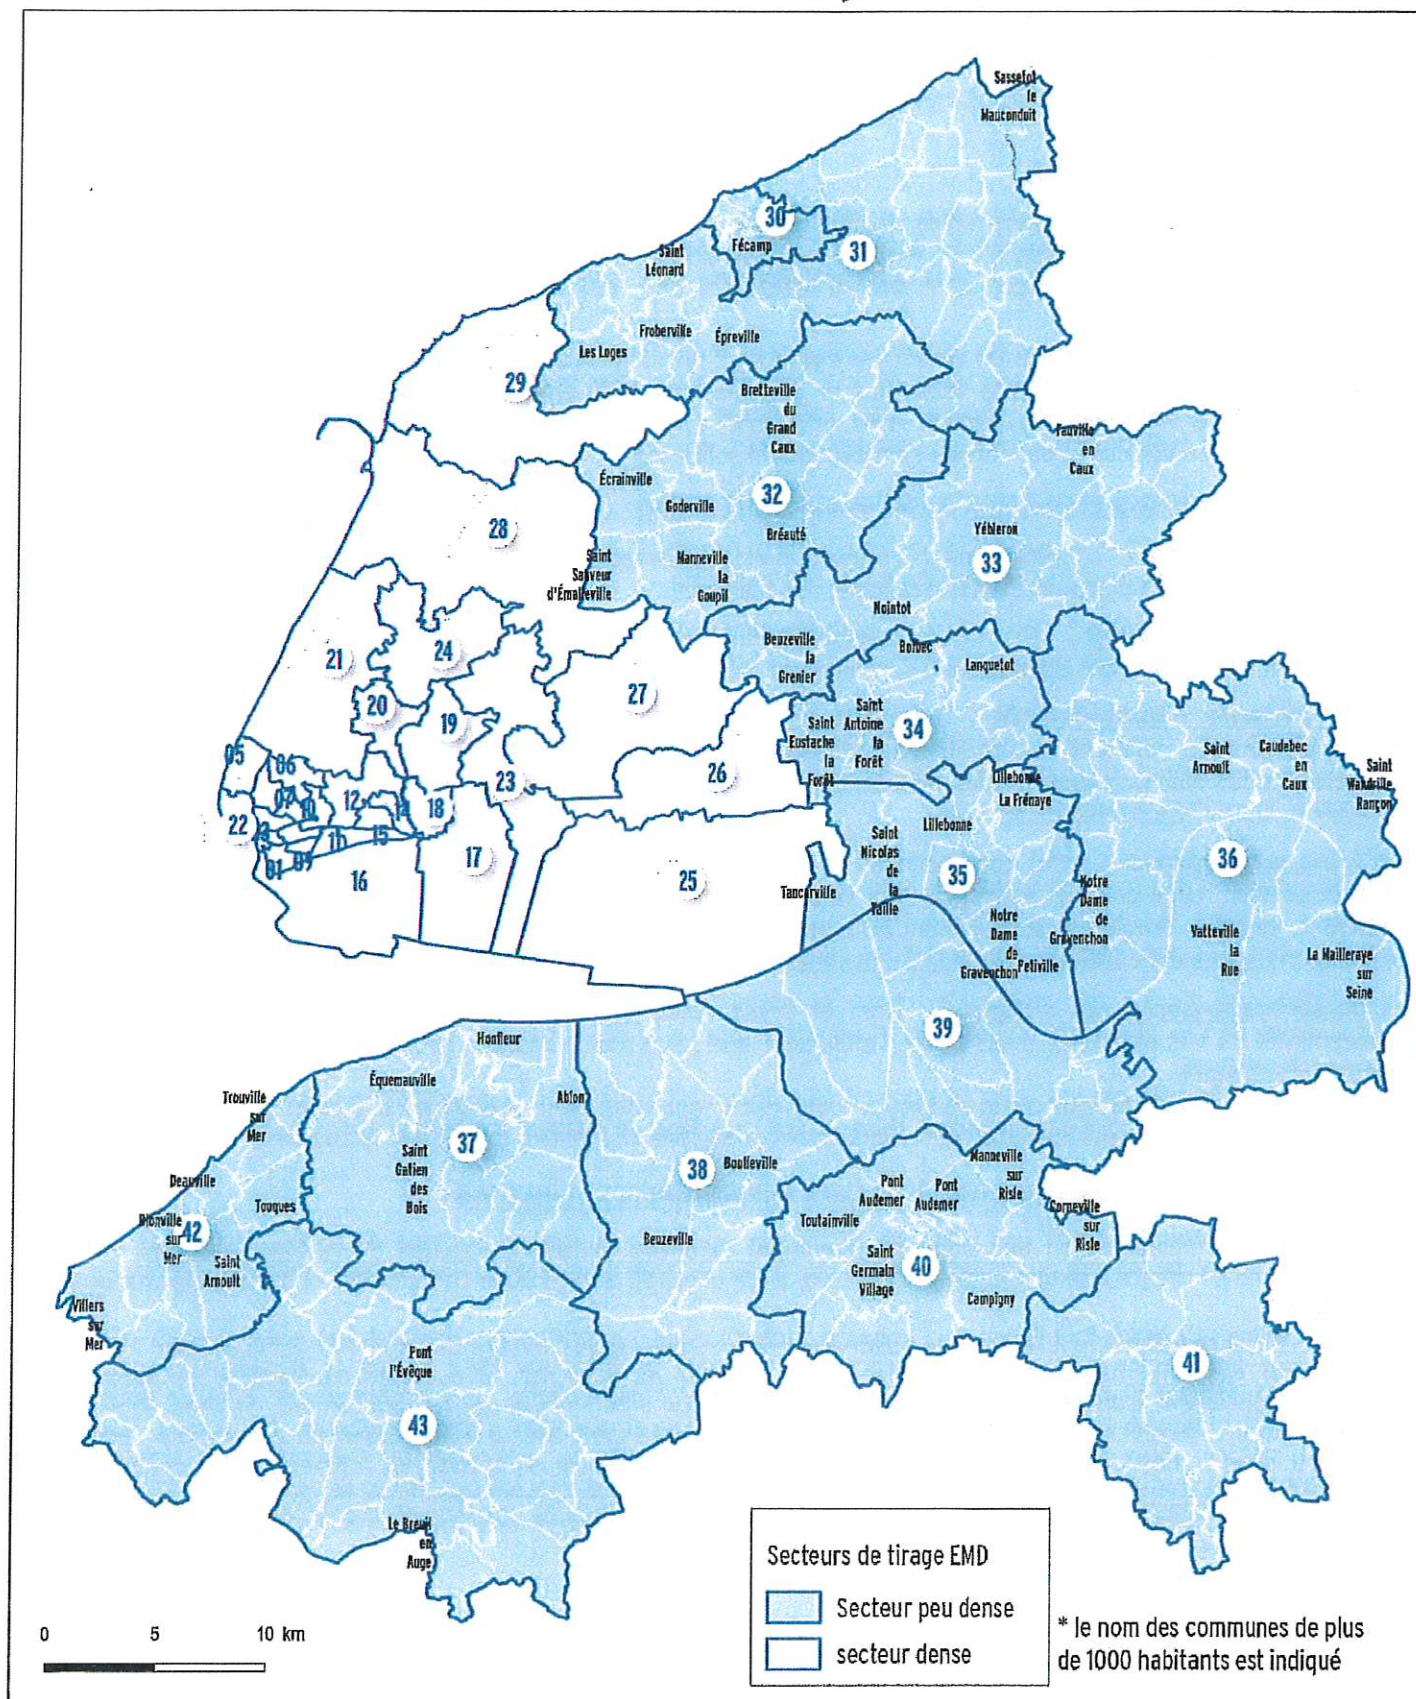 Sassetot
le
Mauconduit
30
Fécamp
31
Saint
Léonard
Froberville
Épreville
Les Loges
29
Bretteville
du
Grand
Caux
Fauville
en
Caux
Écrainville
Goderville
32
28
Bréauté
Yébleron
33
Saint
Sauveur
d'Émalleville
Manneville
la
Goupil
Nointot
Beuzeville
la
Grenier
Bolbec
Lanquetot
21
24
27
20
19
Saint
Eustache
la
Forêt
Saint
Antoine
la
Forêt
34
Saint
Arnoult
Caudebec
en
Caux
Saint
Wandrille
Rançon
05
06
23
26
Lillebonne
La Frénaye
12
18
22
Lillebonne
15
01
09
16
17
25
Tancarville
Saint
Nicolas
de
la
Taille
35
36
Notre
Dame
de
Gravenchon
Notre
Dame
de
Gravenchon
Petiville
Vatteville
la
Rue
La Mailleraye
sur
Seine
39
Honfleur
Équemauville
Ablon
Trouville
sur
Mer
37
Saint
Gatien
des
Bois
38
Boulleville
Manneville
sur
Risle
Pont
Audemer
Pont
Audemer
Deauville
Touques
Toutainville
Corneville
sur
Risle
Blonville
sur
Mer
42
Saint
Arnoult
Beuzeville
Saint
Germain
Village
40
Campigny
Villers
sur
Mer
Pont
l'Évêque
41
43
Le Breuil
en
Auge
Secteurs de tirage EMD
Secteur peu dense
secteur dense
* le nom des communes de plus
de 1000 habitants est indiqué
0 5 10 km